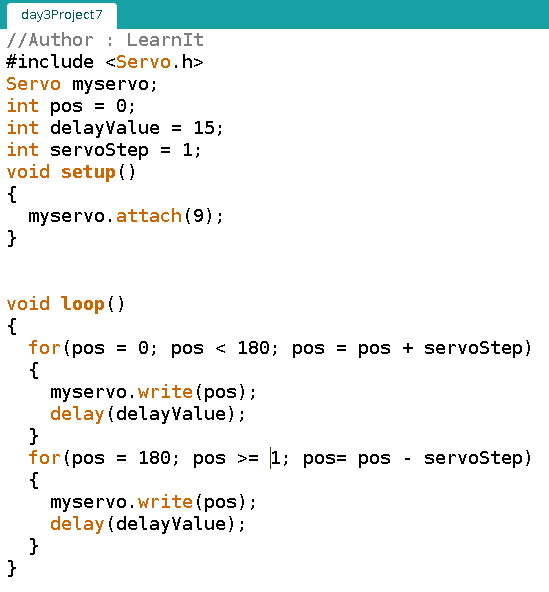 day3Project7
//Author : LearnIt
#include <Servo.h>
Servo myservo;
int pos = 0;
int delayValue = 15;
int servoStep = 1;
void setup()
{
  myservo.attach(9);
}


void loop()
{
  for(pos = 0; pos < 180; pos = pos + servoStep)
  {
    myservo.write(pos);
    delay(delayValue);
  }
  for(pos = 180; pos >= 1; pos= pos - servoStep)
  {
    myservo.write(pos);
    delay(delayValue);
  }
}